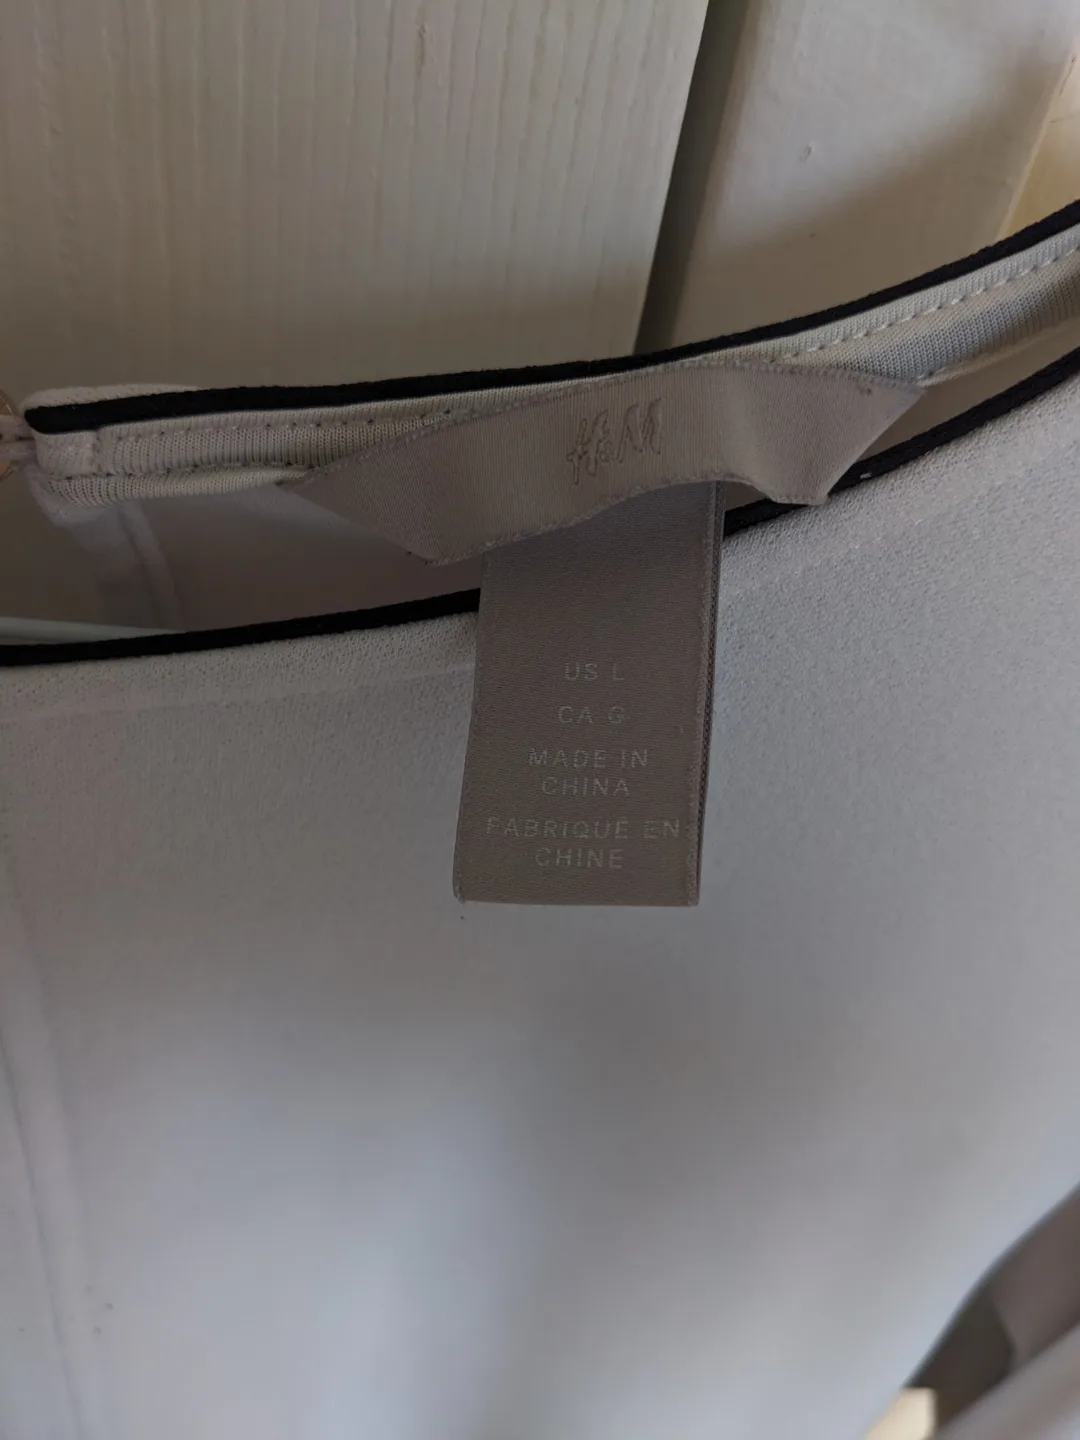 H&M
US L
CA G
MADE IN
CHINA
FABRIQUÉ EN
CHINE